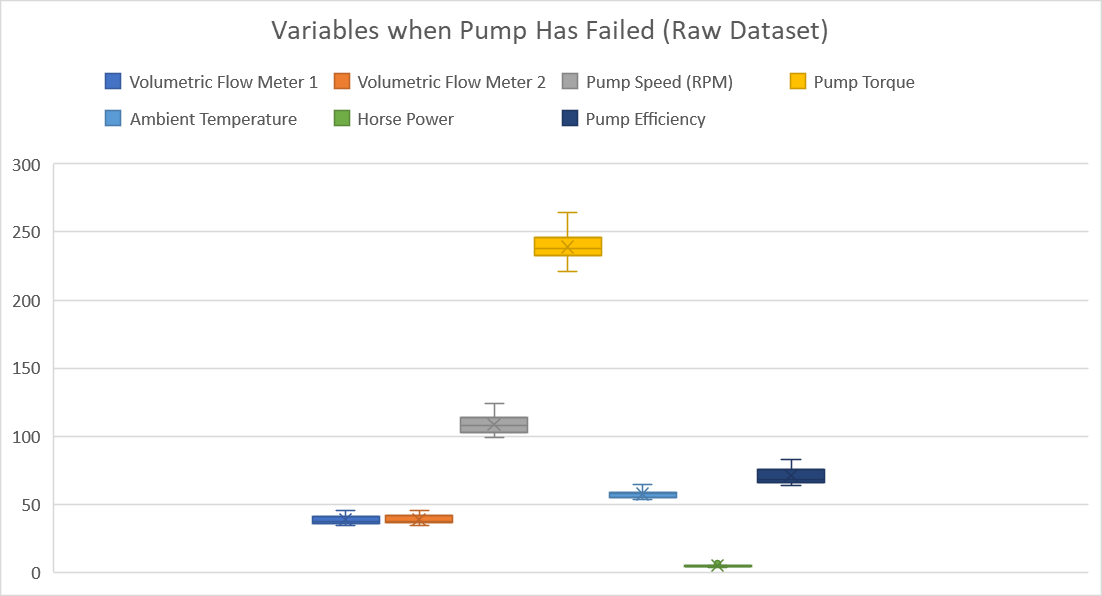 Variables when Pump Has Failed (Raw Dataset)
Volumetric Flow Meter 1 Volumetric Flow Meter 2 Pump Speed (RPM) Pump Torque
Ambient Temperature Horse Power Pump Efficiency
300
250
200
150
100
50
0